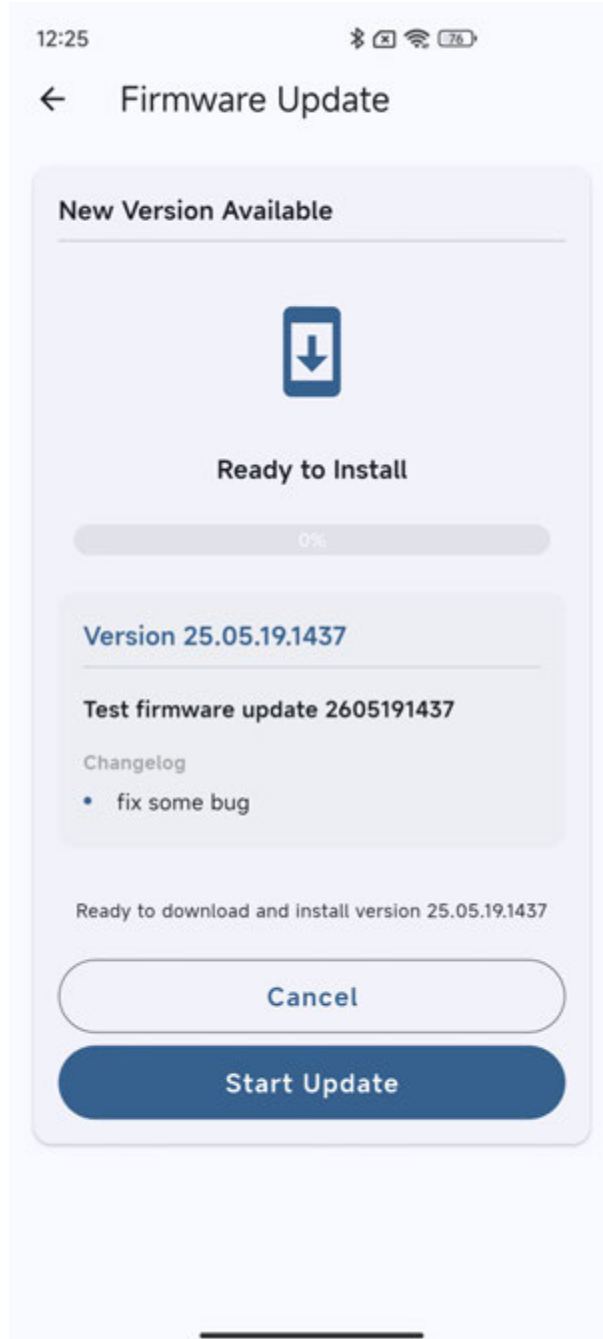 12:25
76
Firmware Update
New Version Available
Ready to Install
0%
Version 25.05.19.1437
Test firmware update 2605191437
Changelog
• fix some bug
Ready to download and install version 25.05.19.1437
Cancel
Start Update